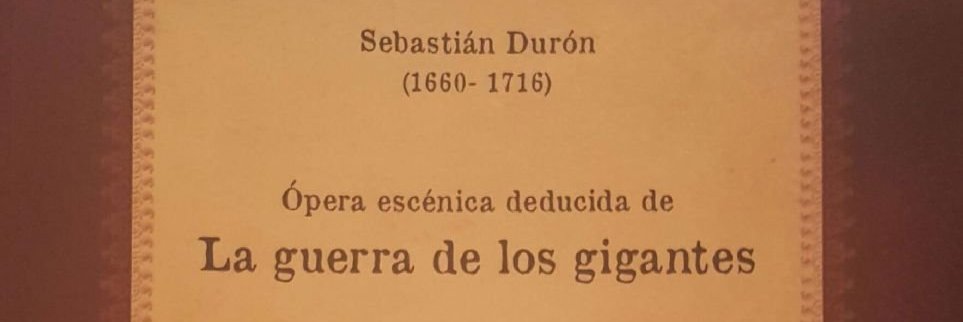 Sebastián Durón
(1660- 1716)
Ópera escénica deducida de
La guerra de los gigantes